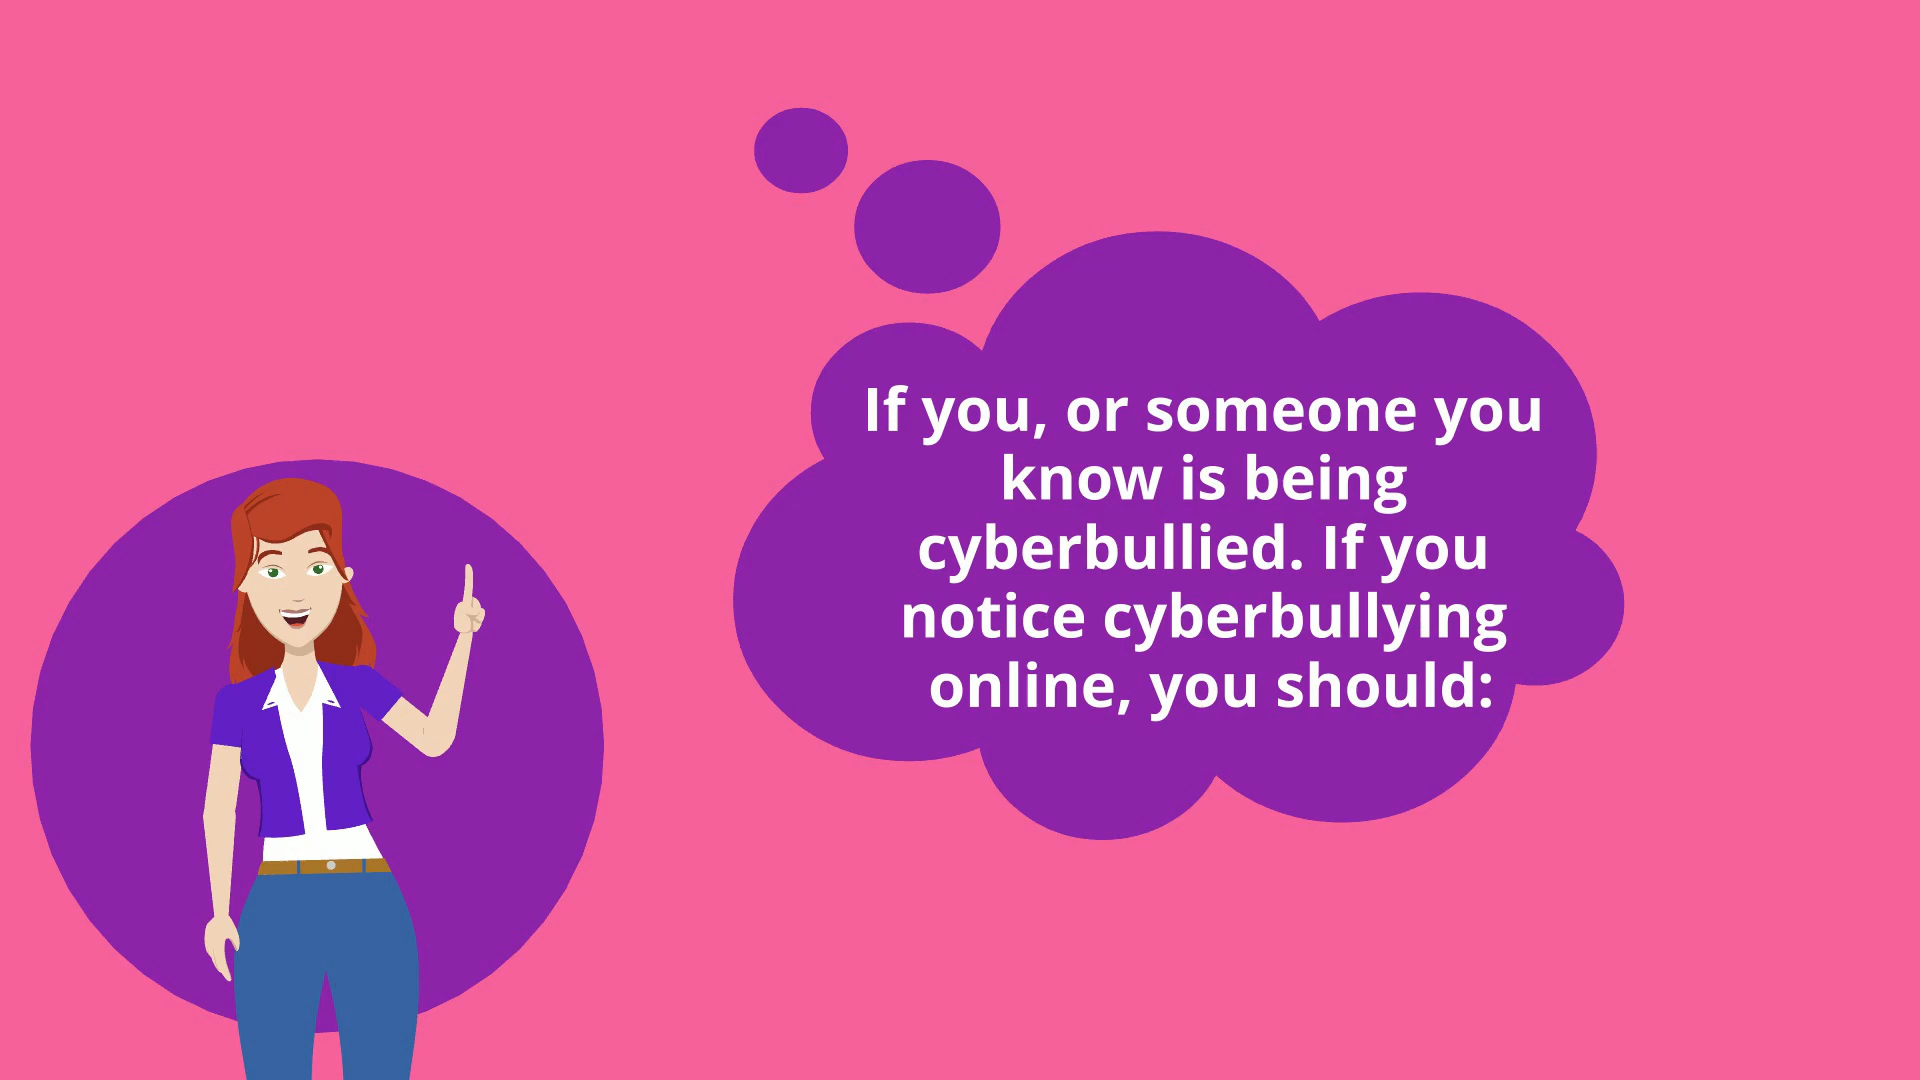 If you, or someone you
know is being
cyberbullied. If you
notice cyberbullying
online, you should: